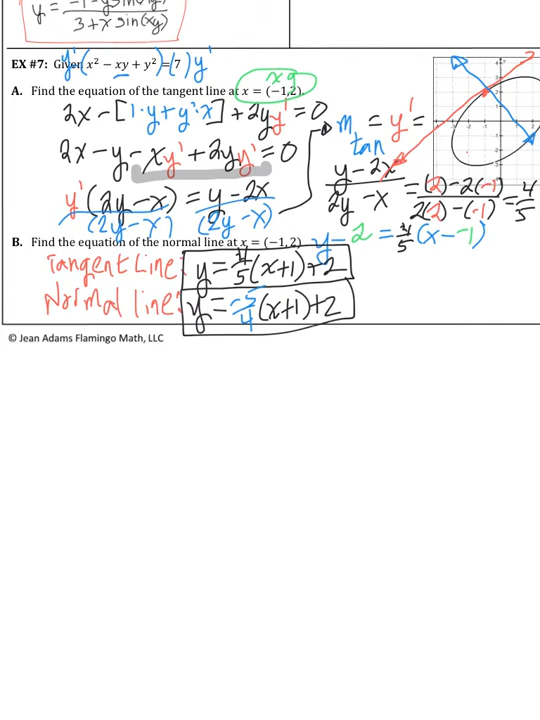 y' = -1 - y sin(xy) / 3 + x sin(xy)
EX #7: Given x² − xy + y² = 7
y'( )( )y'
x y
A. Find the equation of the tangent line at x = (−1,2).
2x − [1·y + y'·x] + 2yy' = 0
2x − y − xy' + 2yy' = 0
y'(2y − x) / (2y − x) = y − 2x / (2y − x)
m tan = y' =
y − 2x / 2y − x = (2) − 2(−1) / 2(2) − (−1) = 4/5
B. Find the equation of the normal line at x = (−1,2)
y − 2 = 4/5 (x − −1)
Tangent Line: y = 4/5 (x+1) + 2
Normal line: y = −5/4 (x+1) + 2
© Jean Adams Flamingo Math, LLC